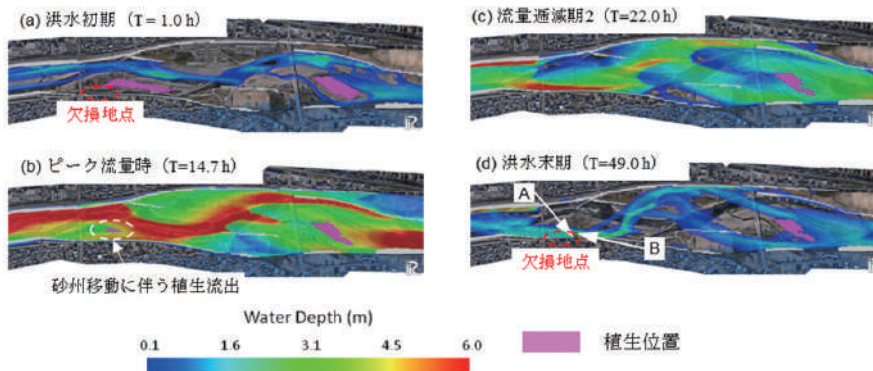 (a) 洪水初期 (T = 1.0 h)
欠損地点
(b) ピーク流量時 (T=14.7 h)
砂州移動に伴う植生流出
(c) 流量逓減期2 (T=22.0 h)
(d) 洪水末期 (T=49.0 h)
A
B
欠損地点
Water Depth (m)
0.1 1.6 3.1 4.5 6.0
植生位置